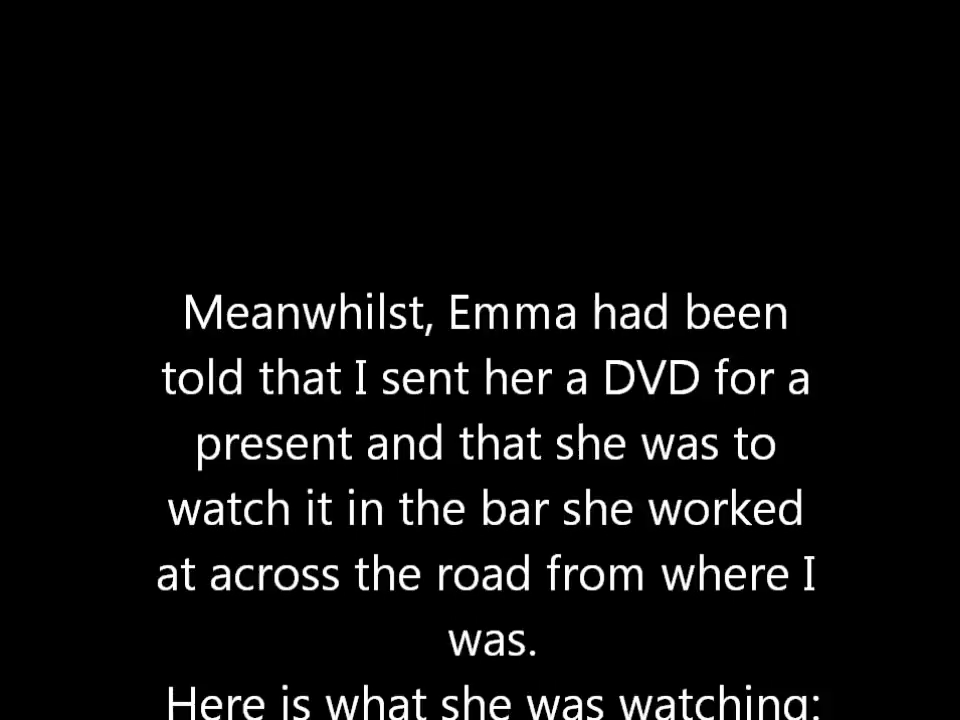 Meanwhilst, Emma had been
told that I sent her a DVD for a
present and that she was to
watch it in the bar she worked
at across the road from where I
was.
Here is what she was watching: